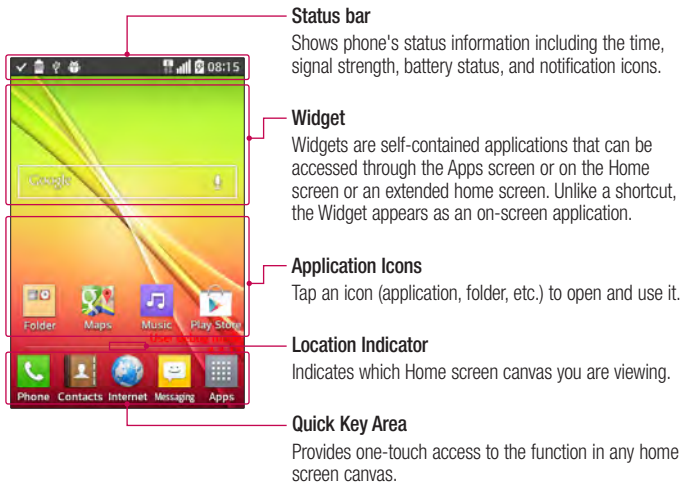 Status bar
Shows phone's status information including the time,
signal strength, battery status, and notification icons.
08:15
Widget
Widgets are self-contained applications that can be
accessed through the Apps screen or on the Home
screen or an extended home screen. Unlike a shortcut,
the Widget appears as an on-screen application.
Google
Application Icons
Tap an icon (application, folder, etc.) to open and use it.
Folder Maps Music Play Store
Location Indicator
Indicates which Home screen canvas you are viewing.
Phone Contacts Internet Messaging Apps
Quick Key Area
Provides one-touch access to the function in any home
screen canvas.